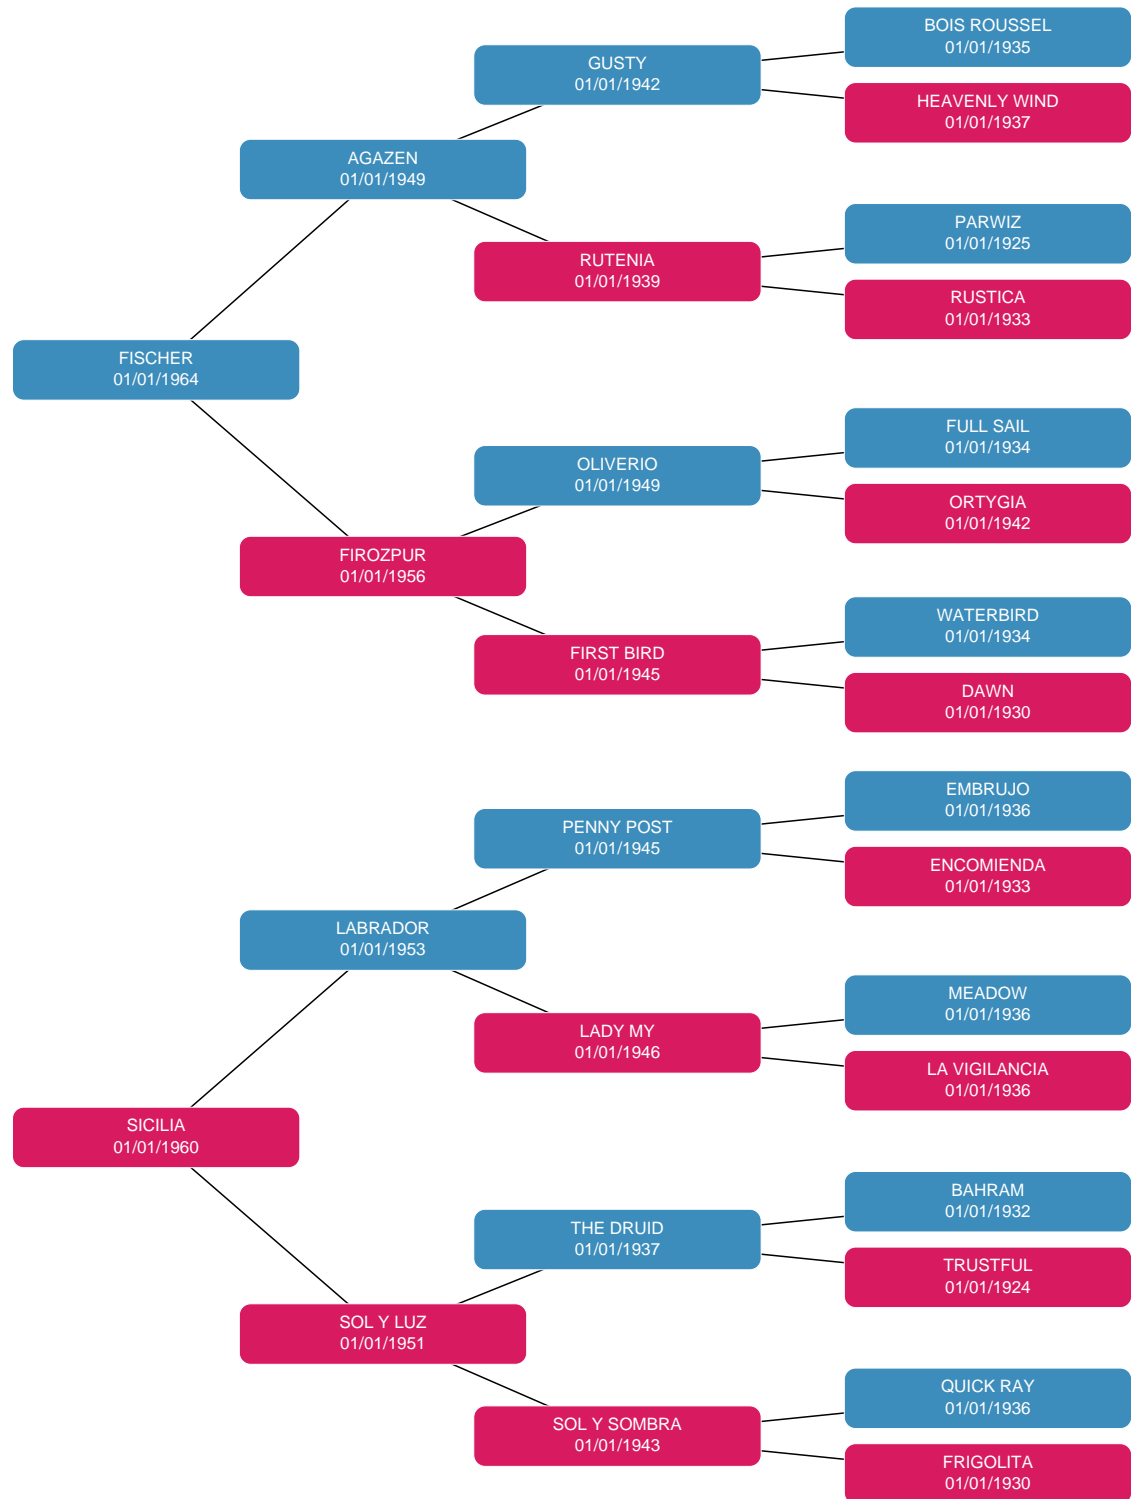 BOIS ROUSSEL
01/01/1935
GUSTY
01/01/1942
HEAVENLY WIND
01/01/1937
AGAZEN
01/01/1949
PARWIZ
01/01/1925
RUTENIA
01/01/1939
RUSTICA
01/01/1933
FISCHER
01/01/1964
FULL SAIL
01/01/1934
OLIVERIO
01/01/1949
ORTYGIA
01/01/1942
FIROZPUR
01/01/1956
WATERBIRD
01/01/1934
FIRST BIRD
01/01/1945
DAWN
01/01/1930
EMBRUJO
01/01/1936
PENNY POST
01/01/1945
ENCOMIENDA
01/01/1933
LABRADOR
01/01/1953
MEADOW
01/01/1936
LADY MY
01/01/1946
LA VIGILANCIA
01/01/1936
SICILIA
01/01/1960
BAHRAM
01/01/1932
THE DRUID
01/01/1937
TRUSTFUL
01/01/1924
SOL Y LUZ
01/01/1951
QUICK RAY
01/01/1936
SOL Y SOMBRA
01/01/1943
FRIGOLITA
01/01/1930